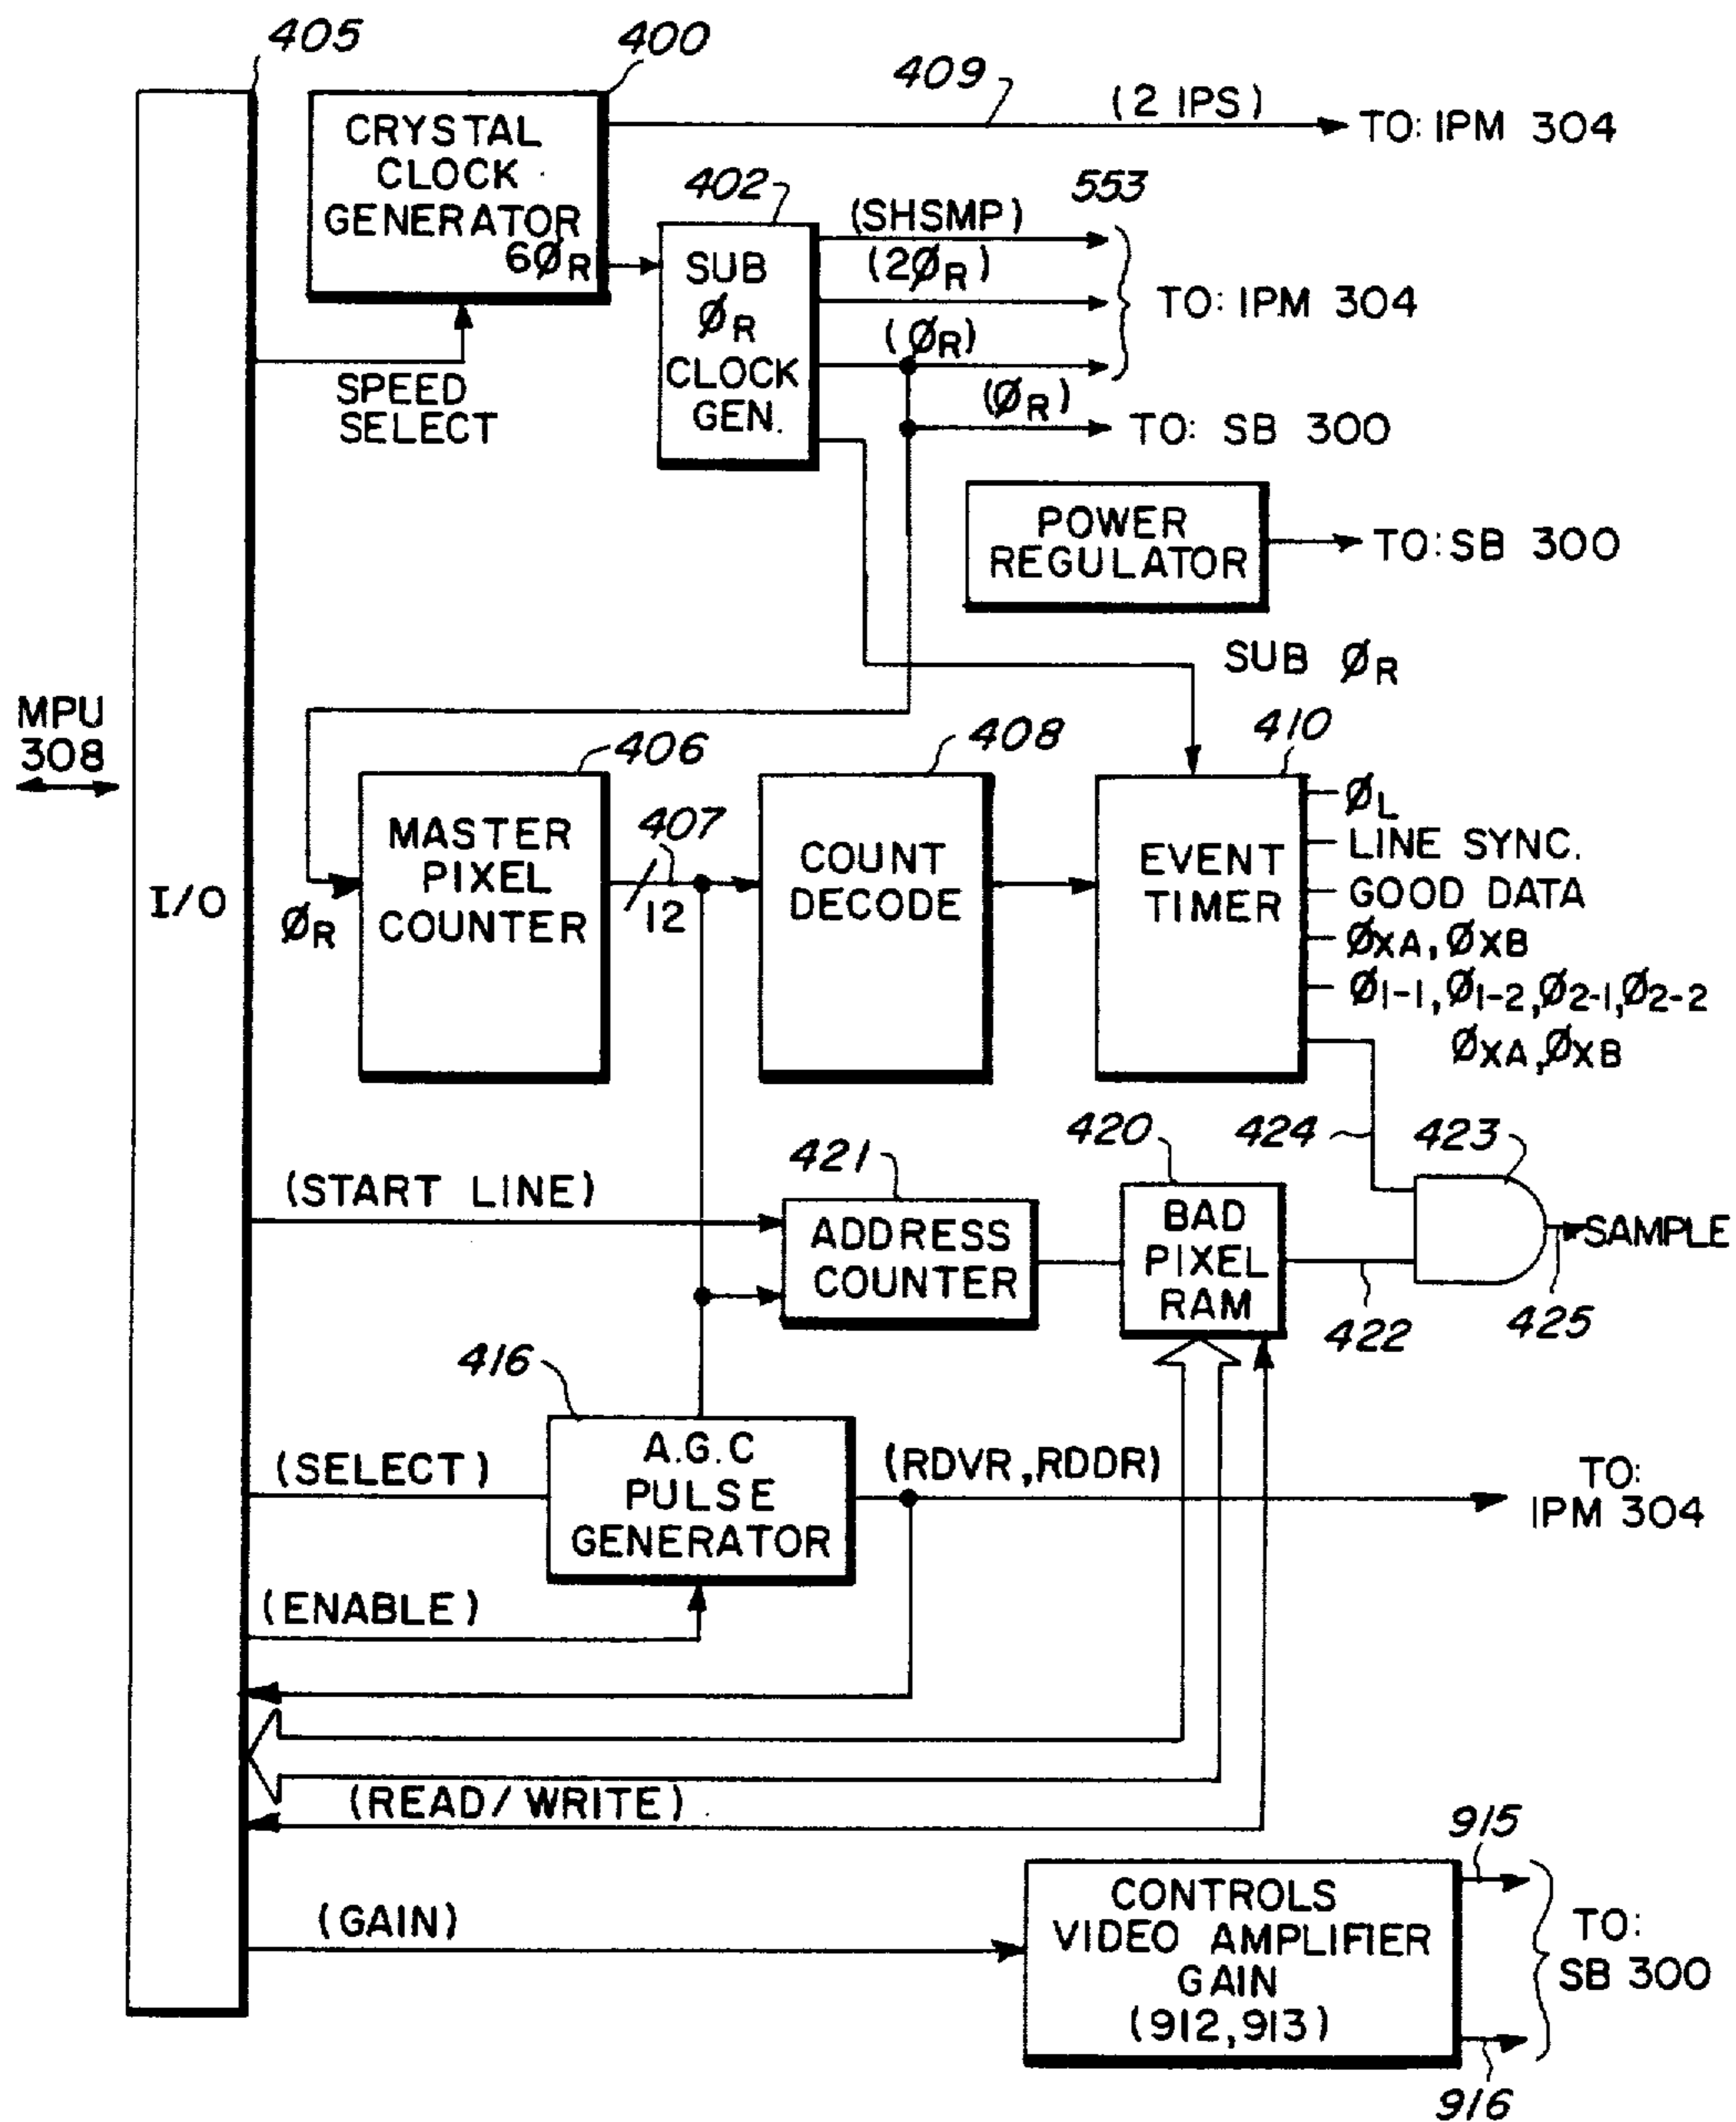 405
400
409
(2 IPS)
TO: IPM 304
CRYSTAL
CLOCK
GENERATOR
6ØR
402
553
(SHSMP)
(2ØR)
(ØR)
TO: IPM 304
SUB
ØR
CLOCK
GEN.
SPEED
SELECT
(ØR)
TO: SB 300
POWER
REGULATOR
TO: SB 300
SUB ØR
MPU
308
I/O
406
408
410
MASTER
PIXEL
COUNTER
ØR
407
12
COUNT
DECODE
EVENT
TIMER
ØL
LINE SYNC.
GOOD DATA
ØXA, ØXB
Ø1-1, Ø1-2, Ø2-1, Ø2-2
ØXA, ØXB
424
423
(START LINE)
421
420
ADDRESS
COUNTER
BAD
PIXEL
RAM
SAMPLE
422
425
416
(SELECT)
A.G.C
PULSE
GENERATOR
(RDVR, RDDR)
TO:
IPM 304
(ENABLE)
(READ/WRITE)
(GAIN)
CONTROLS
VIDEO AMPLIFIER
GAIN
(912, 913)
915
TO:
SB 300
916